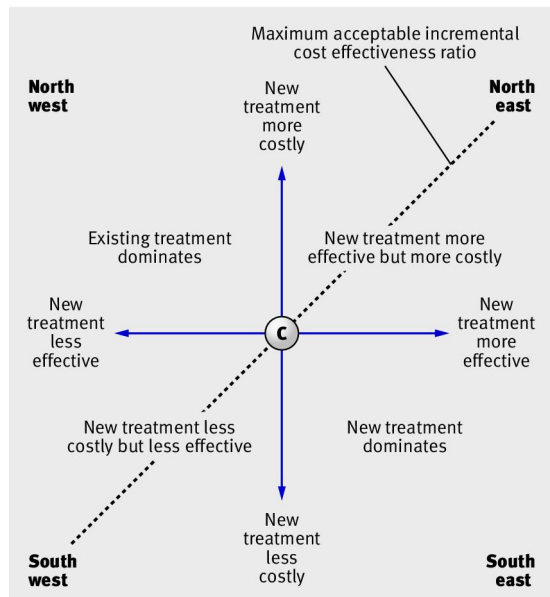 Maximum acceptable incremental
cost effectiveness ratio
North
west
New
treatment
more
costly
North
east
Existing treatment
dominates
New treatment more
effective but more costly
New
treatment
less
effective
C
New
treatment
more
effective
New treatment less
costly but less effective
New treatment
dominates
South
west
New
treatment
less
costly
South
east